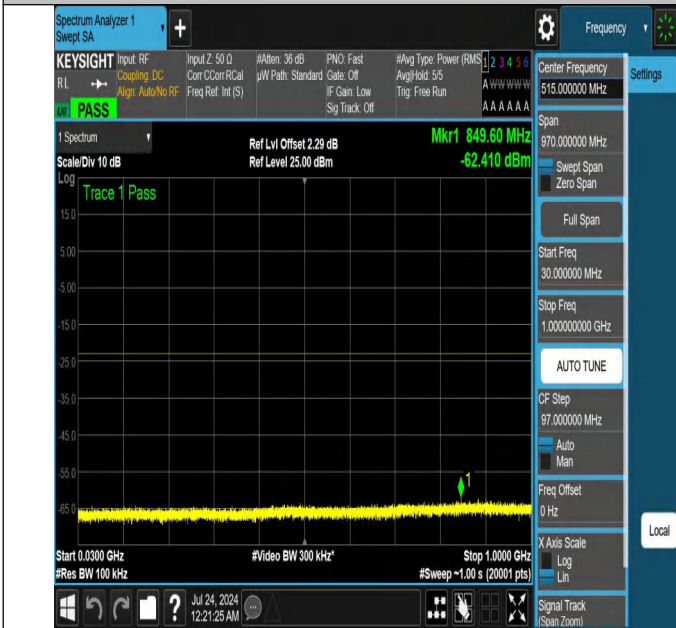 Spectrum Analyzer 1
Swept SA
+
Frequency
KEYSIGHT
RL
PASS
Input: RF
Coupling: DC
Align: Auto/No RF
Input Z: 50 Ω
Corr CCorr RCal
Freq Ref: Int (S)
#Atten: 36 dB
µW Path: Standard
PNO: Fast
Gate: Off
IF Gain: Low
Sig Track: Off
#Avg Type: Power (RMS
Avg|Hold: 5/5
Trig: Free Run
1 2 3 4 5 6
A W W W W W
A A A A A A
Center Frequency
515.000000 MHz
Settings
Span
970.000000 MHz
Swept Span
Zero Span
Full Span
Start Freq
30.000000 MHz
Stop Freq
1.000000000 GHz
AUTO TUNE
CF Step
97.000000 MHz
Auto
Man
Freq Offset
0 Hz
X Axis Scale
Log
Lin
Signal Track
(Span Zoom)
Local
1 Spectrum
Scale/Div 10 dB
Log
Ref Lvl Offset 2.29 dB
Ref Level 25.00 dBm
Mkr1 849.60 MHz
-62.410 dBm
Trace 1 Pass
15.0
5.00
-5.00
-15.0
-25.0
-35.0
-45.0
-55.0
-65.0
1
Start 0.0300 GHz
#Res BW 100 kHz
#Video BW 300 kHz*
Stop 1.0000 GHz
#Sweep ~1.00 s (20001 pts)
?
Jul 24, 2024
12:21:25 AM